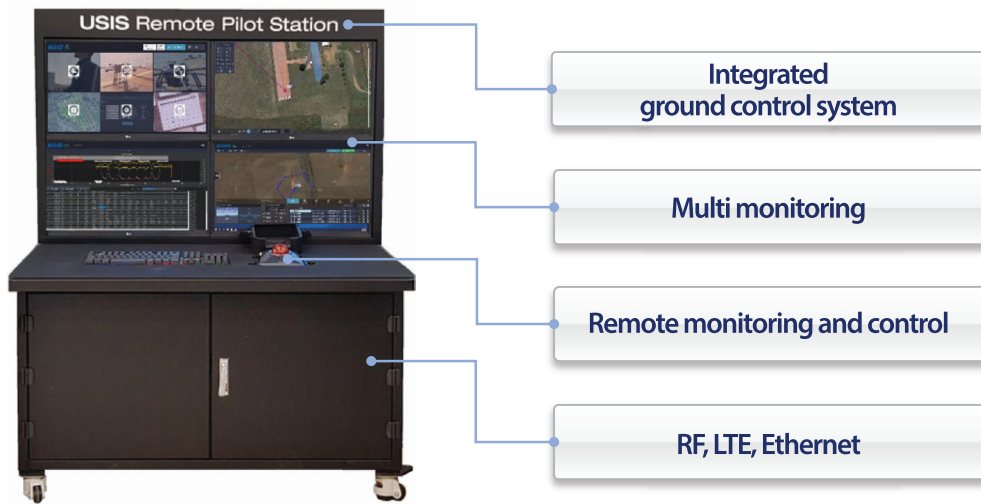 USIS Remote Pilot Station
Integrated
ground control system
Multi monitoring
Remote monitoring and control
RF, LTE, Ethernet